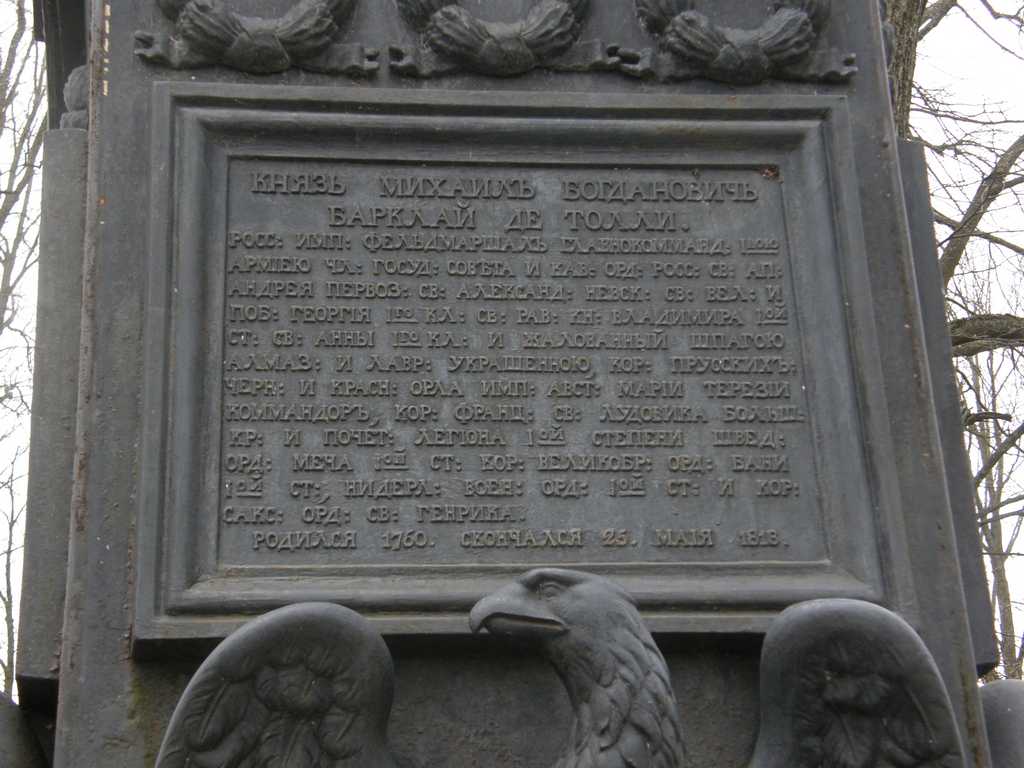 КНЯЗЬ МИХАИЛЪ БОГДАНОВИЧЬ
БАРКЛАЙ ДЕ ТОЛЛИ.
РОСС: ИМП: ФЕЛЬДМАРШАЛЪ ГЛАВНОКОММАНД: 1ПОЮ
АРМІЕЮ ЧЛ: ГОСУД: СОВѢТА И КАВ: ОРД: РОСС: СВ: АП:
АНДРЕЯ ПЕРВОЗ: СВ: АЛЕКСАНД: НЕВСК: СВ: ВЕЛ: И
ПОБ: ГЕОРГІЯ 1ГО КЛ: СВ: РАВ: КН: ВЛАДИМИРА 1ОЙ
СТ: СВ: АННЫ 1ГО КЛ: И ЖАЛОВАННЫЙ ШПАГОЮ
АЛМАЗ: И ЛАВР: УКРАШЕННОЮ, КОР: ПРУССКИХЪ:
ЧЕРН: И КРАСН: ОРЛА ИМП: АВСТ: МАРІИ ТЕРЕЗІИ
КОММАНДОРЪ, КОР: ФРАНЦ: СВ: ЛУДОВИКА БОЛЬШ:
КР: И ПОЧЕТ: ЛЕГІОНА 1ОЙ СТЕПЕНИ ШВЕД:
ОРД: МЕЧА 1ОЙ СТ: КОР: ВЕЛИКОБР: ОРД: БАНИ
1ОЙ СТ: НИДЕРЛ: ВОЕН: ОРД: 1ОЙ СТ: И КОР:
САКС: ОРД: СВ: ГЕНРИКА:
РОДИЛСЯ 1760. СКОНЧАЛСЯ 25. МАІЯ 1818.